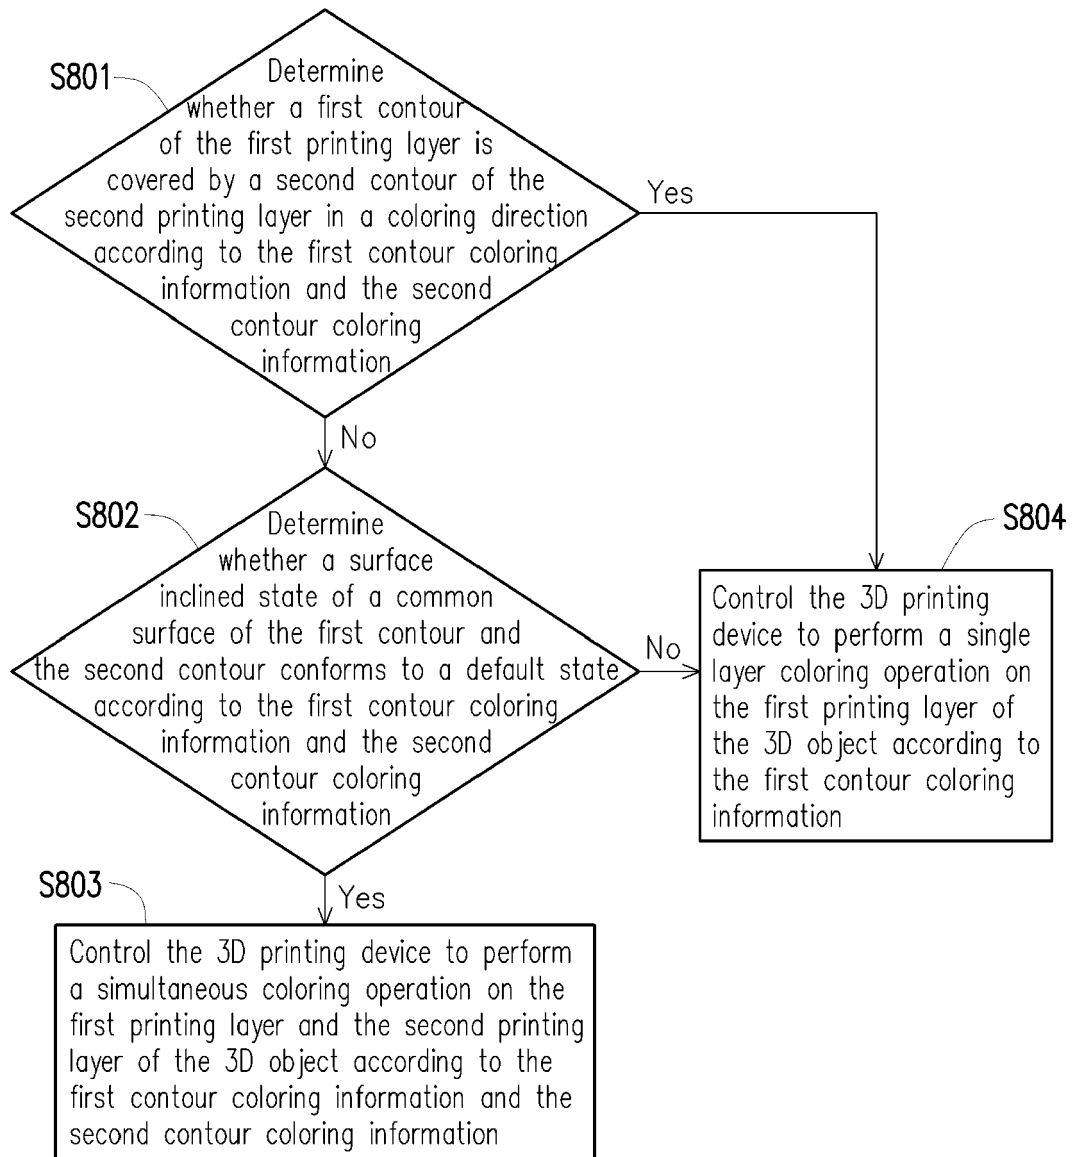 S801
Determine
whether a first contour
of the first printing layer is
covered by a second contour of the
second printing layer in a coloring direction
according to the first contour coloring
information and the second
contour coloring
information
Yes
No
S802
Determine
whether a surface
inclined state of a common
surface of the first contour and
the second contour conforms to a default state
according to the first contour coloring
information and the second
contour coloring
information
No
S804
Control the 3D printing
device to perform a single
layer coloring operation on
the first printing layer of
the 3D object according to
the first contour coloring
information
Yes
S803
Control the 3D printing device to perform
a simultaneous coloring operation on the
first printing layer and the second printing
layer of the 3D object according to the
first contour coloring information and the
second contour coloring information